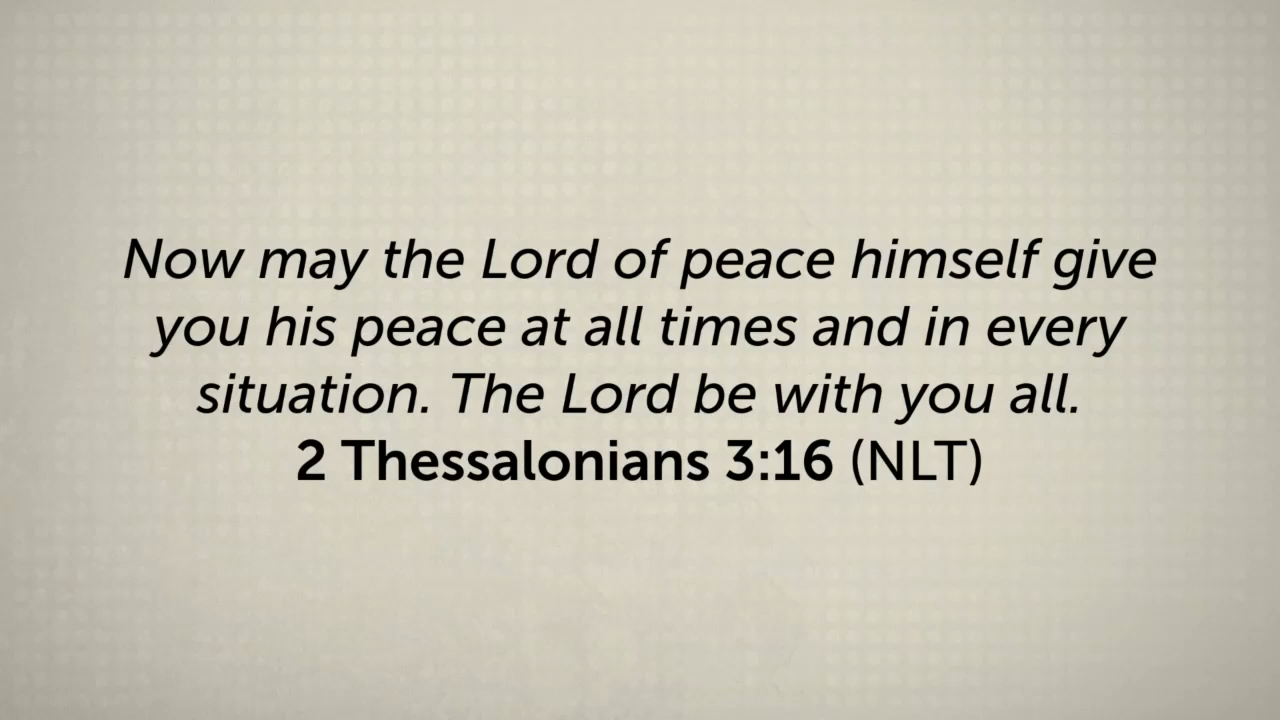 Now may the Lord of peace himself give
you his peace at all times and in every
situation. The Lord be with you all.
2 Thessalonians 3:16 (NLT)